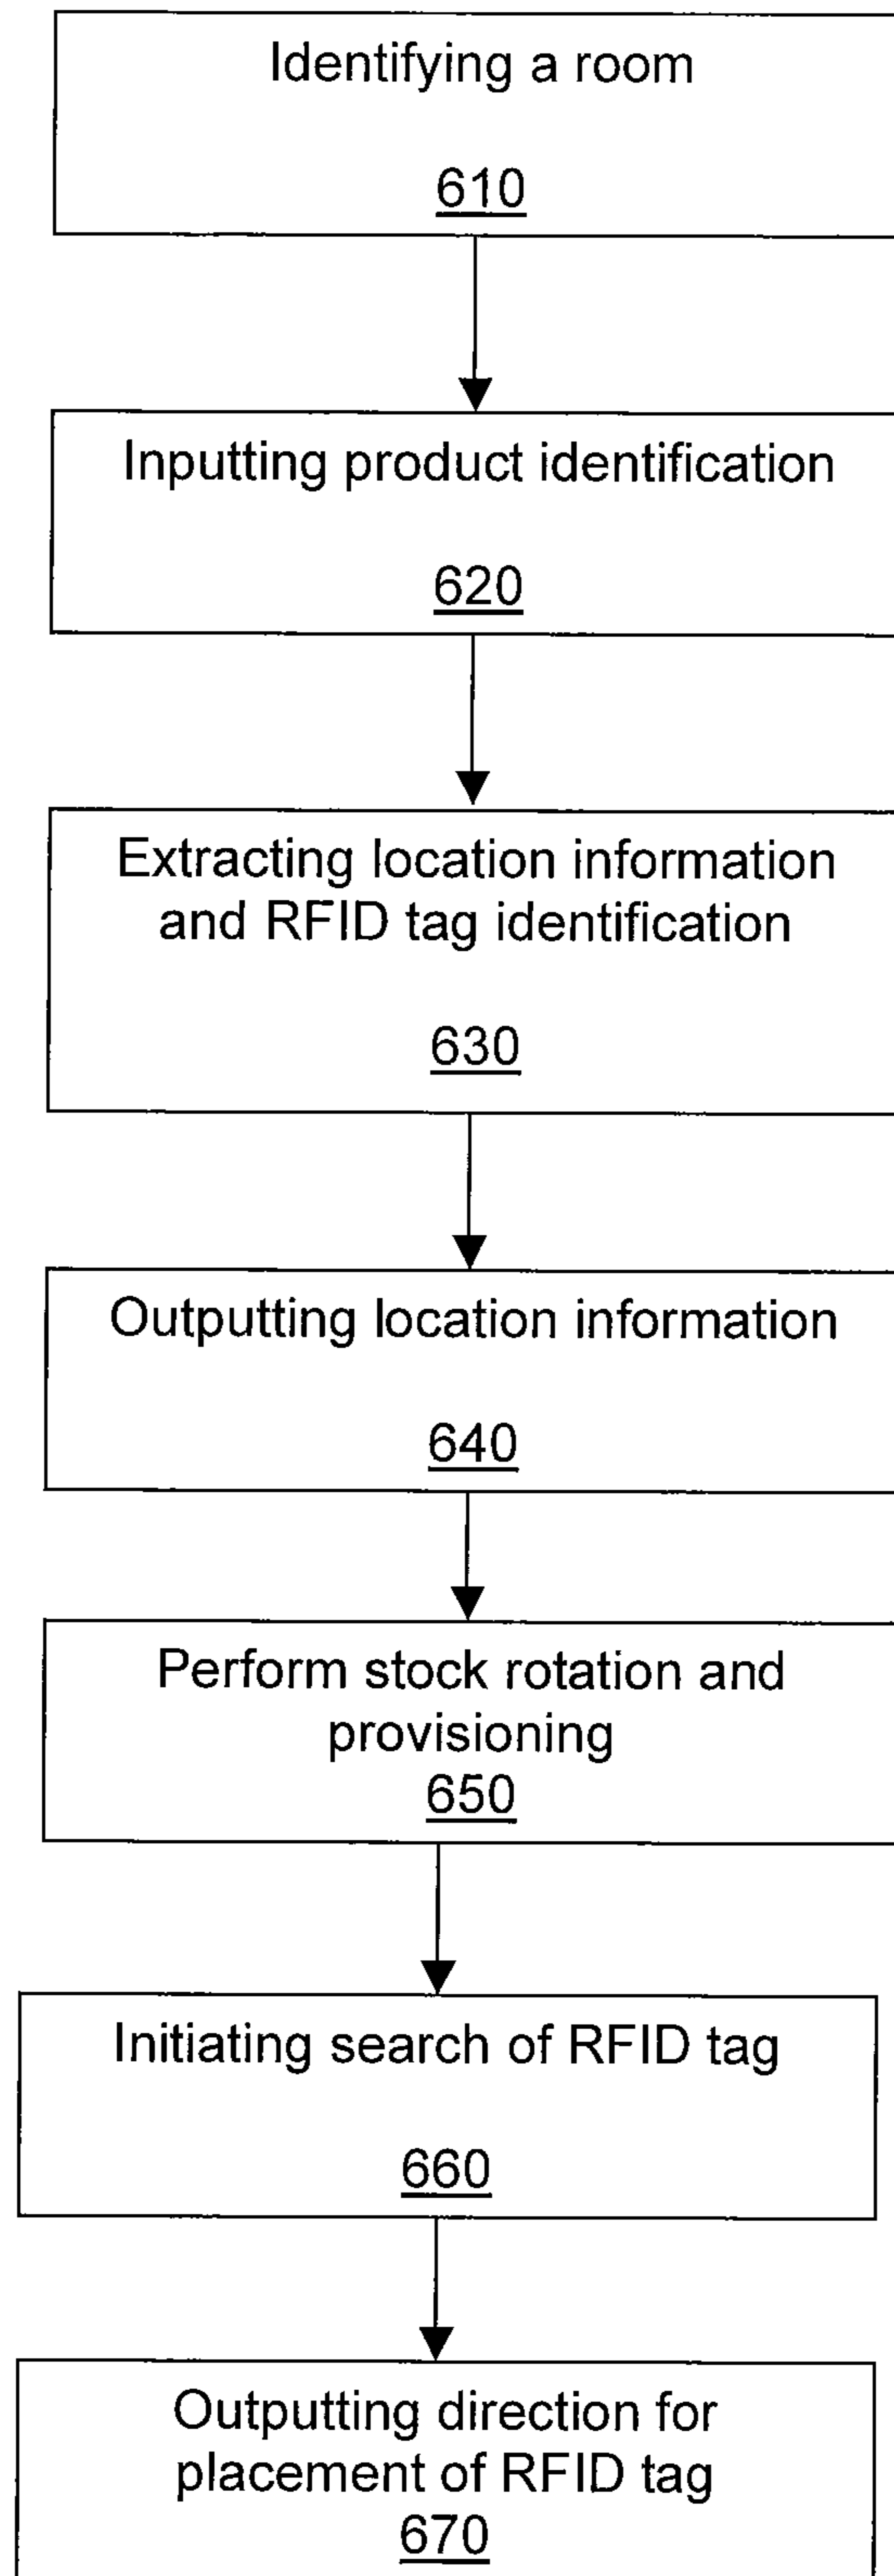 Identifying a room
610
Inputting product identification
620
Extracting location information
and RFID tag identification
630
Outputting location information
640
Perform stock rotation and
provisioning
650
Initiating search of RFID tag
660
Outputting direction for
placement of RFID tag
670